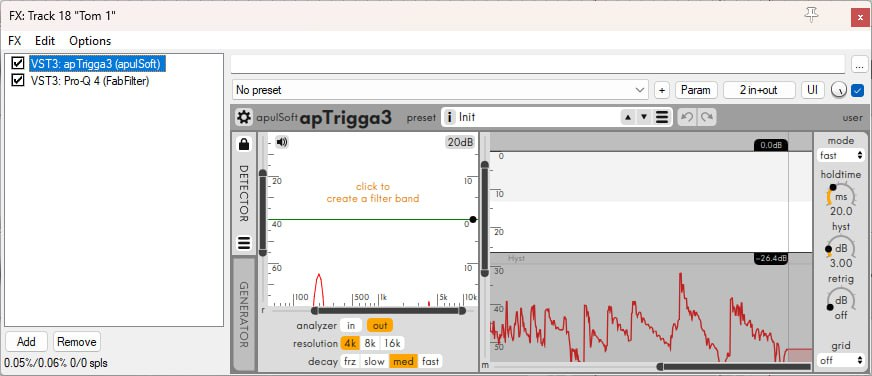 FX: Track 18 "Tom 1"
FX Edit Options
VST3: apTrigga3 (apulSoft)
VST3: Pro-Q 4 (FabFilter)
...
No preset + Param 2 in+out UI
apulSoft apTrigga3 preset i Init user
DETECTOR
GENERATOR
20dB
20 10
click to
create a filter band
40 0
60 10
100 500 1k 5k 10k
r
analyzer in out
resolution 4k 8k 16k
decay frz slow med fast
0.0dB
0
10
20
-26.4dB
Hyst
30
40
50
m
mode
fast
holdtime
ms
20.0
hyst
dB
3.00
retrig
dB
off
grid
off
Add Remove
0.05%/0.06% 0/0 spls